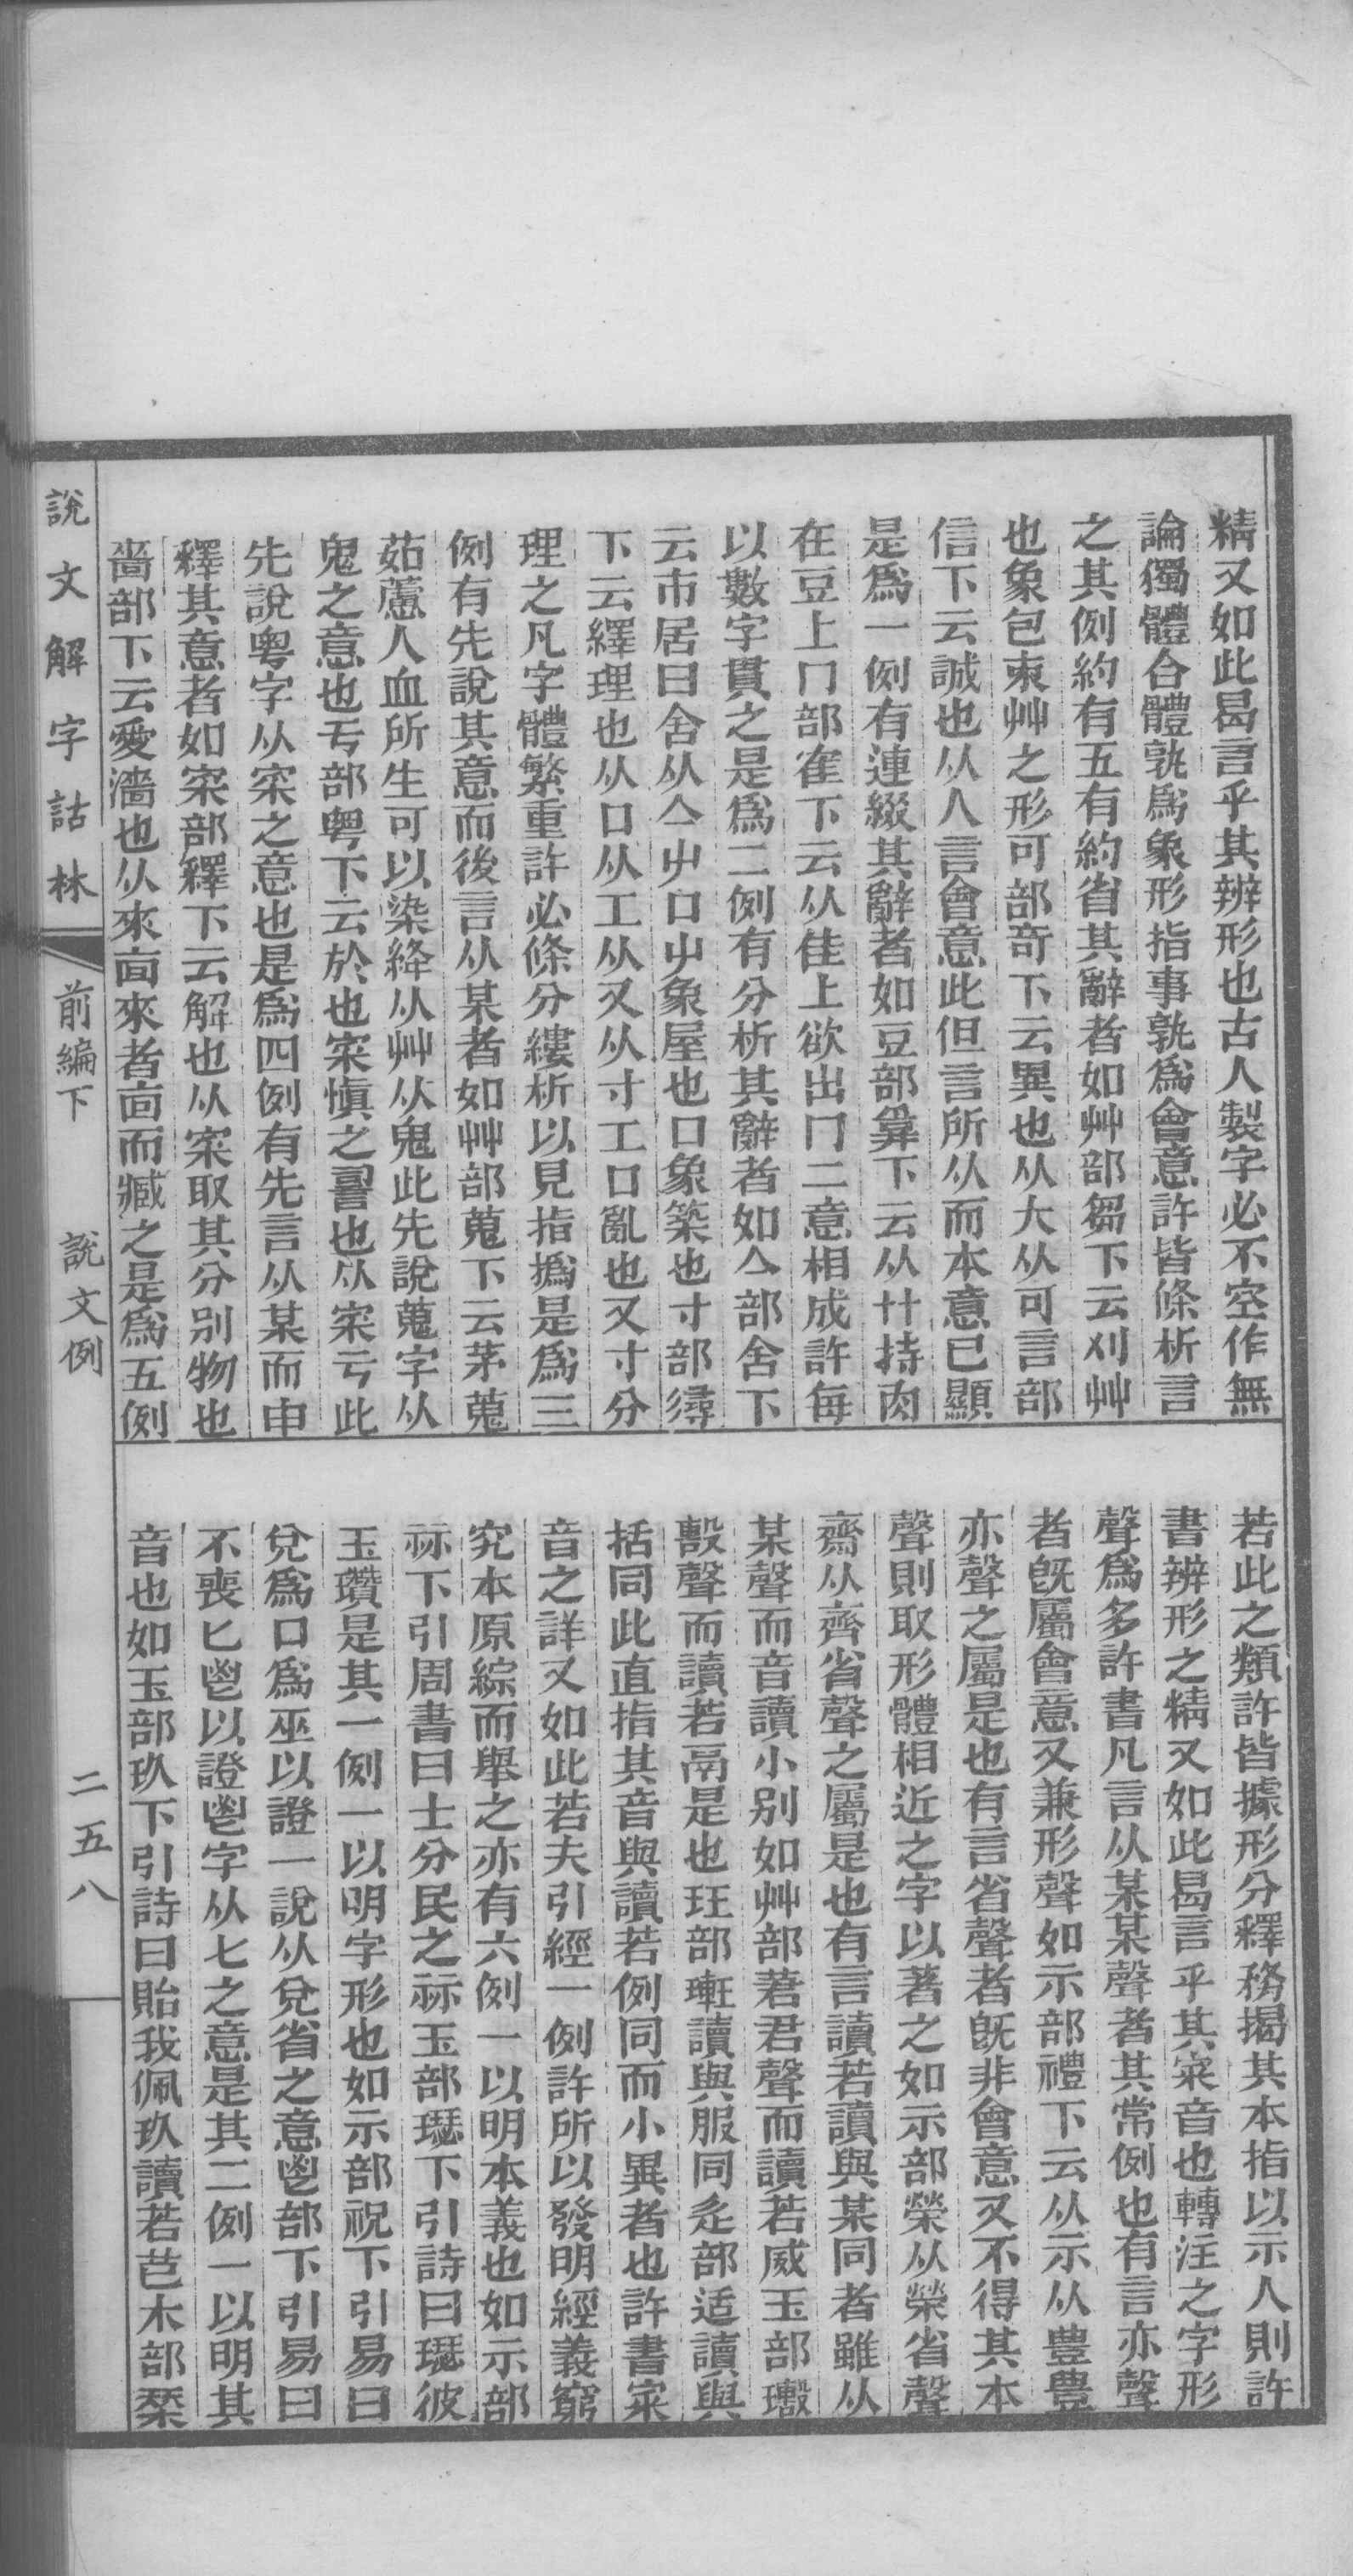 精又如此曷言乎其辨形也古人製字必不空作無
論獨體合體孰爲象形指事孰爲會意許皆條析言
之其例約有五有約省其辭者如艸部芻下云刈艸
也象包束艸之形可部奇下云異也从大从可言部
信下云誠也从人言會意此但言所从而本意已顯
是爲一例有連綴其辭者如豆部𢍪下云从廾持肉
在豆上冂部隺下云从隹上欲出冂二意相成許每
以數字貫之是爲二例有分析其辭者如亼部舍下
云市居曰舍从亼屮口屮象屋也口象築也寸部𢒫
下云繹理也从口从工从又从寸工口亂也又寸分
理之凡字體繁重許必條分縷析以見指撝是爲三
例有先說其意而後言从某者如艸部蒐下云茅蒐
茹藘人血所生可以染絳从艸从鬼此先說蒐字从
鬼之意也亏部粤下云於也宷愼之䛥也从宷亏此
先說粤字从宷之意也是爲四例有先言从某而申
釋其意者如宷部釋下云解也从宷取其分別物也
嗇部下云愛濇也从來㐭來者㐭而臧之是爲五例
若此之類許皆據形分釋務揭其本指以示人則許
書辨形之精又如此曷言乎其宷音也轉注之字形
聲爲多許書凡言从某某聲者其常例也有言亦聲
者旣屬會意又兼形聲如示部禮下云从示从豊豊
亦聲之屬是也有言省聲者旣非會意又不得其本
聲則取形體相近之字以著之如示部禜从榮省聲
齋从齊省聲之屬是也有言讀若讀與某同者雖从
某聲而音讀小别如艸部莙君聲而讀若威玉部瑴
㱿聲而讀若鬲是也玨部𤦲讀與服同辵部适讀與
括同此直指其音與讀若例同而小異者也許書宷
音之詳又如此若夫引經一例許所以發明經義窮
究本原綜而舉之亦有六例一以明本義也如示部
祘下引周書曰士分民之祘玉部瑟下引詩曰瑟彼
玉瓚是其一例一以明字形也如示部祝下引易曰
兌爲口爲巫以證一說从兌省之意鬯部下引易曰
不喪匕鬯以證鬯字从七之意是其二例一以明其
音也如玉部玖下引詩曰貽我佩玖讀若芑木部桼
說文解字詁林
前編下
說文例
二五八